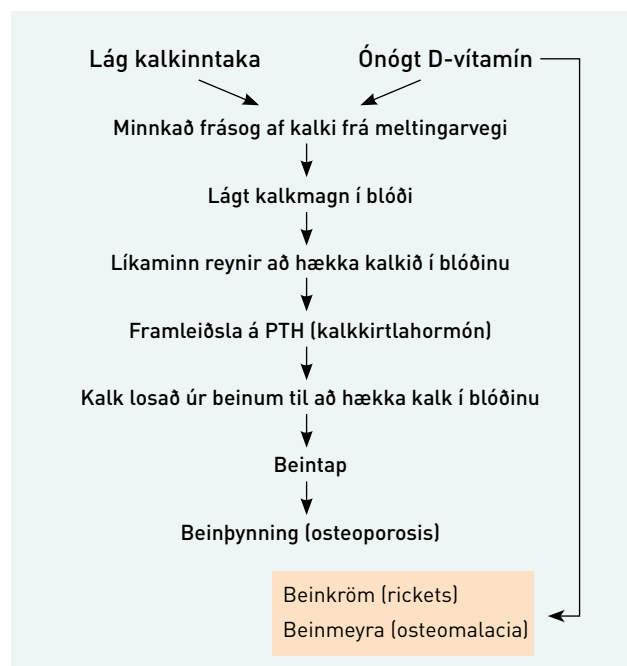 Lág kalkinntaka
Ónógt D-vítamín
Minnkað frásog af kalki frá meltingarvegi
Lágt kalkmagn í blóði
Líkaminn reynir að hækka kalkið í blóðinu
Framleiðsla á PTH (kalkkirtlahormón)
Kalk losað úr beinum til að hækka kalk í blóðinu
Beintap
Beinþynning (osteoporosis)
Beinkröm (rickets)
Beinmeyra (osteomalacia)